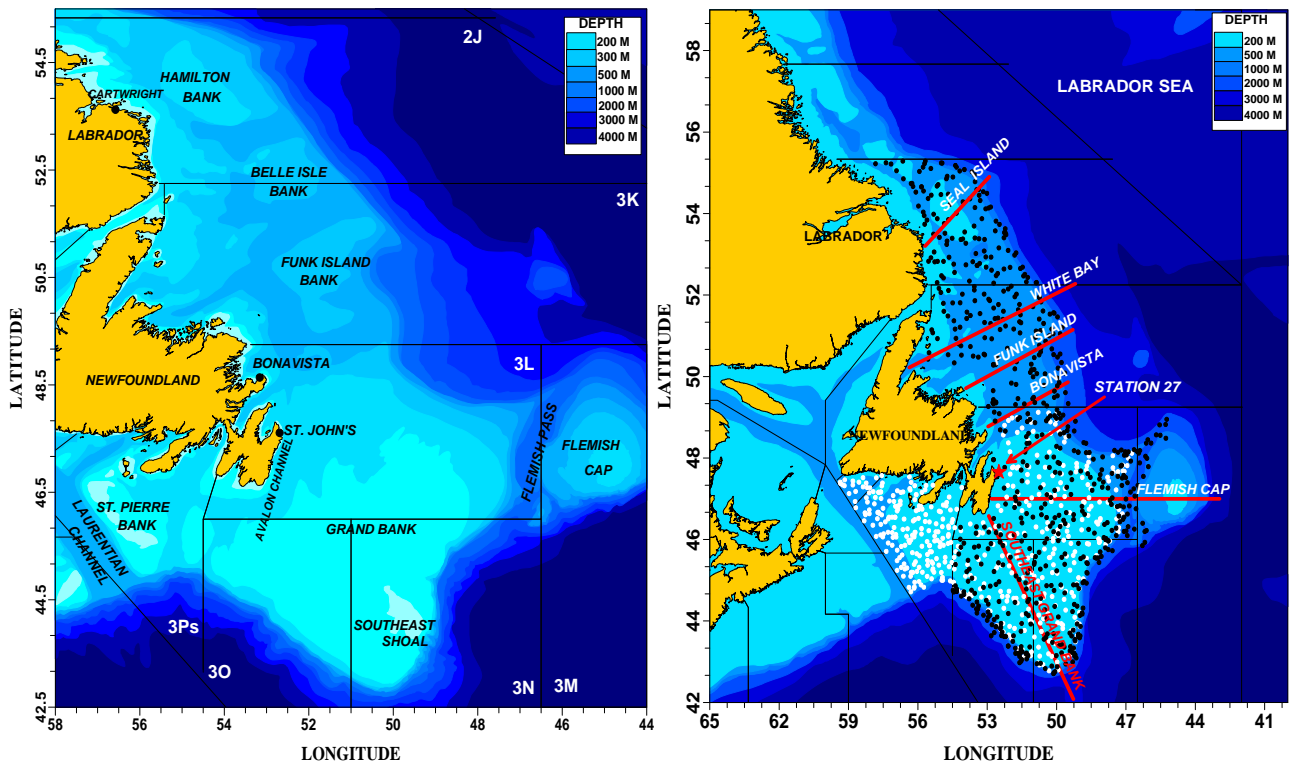 DEPTH
200 M
300 M
500 M
1000 M
2000 M
3000 M
4000 M
2J
54.5
HAMILTON
BANK
CARTWRIGHT
LABRADOR
52.5
BELLE ISLE
BANK
3K
50.5
FUNK ISLAND
BANK
3L
BONAVISTA
48.5
NEWFOUNDLAND
ST. JOHN'S
FLEMISH PASS
FLEMISH
CAP
AVALON CHANNEL
46.5
ST. PIERRE
BANK
GRAND BANK
LAURENTIAN
CHANNEL
44.5
SOUTHEAST
SHOAL
3Ps
3O
3N
3M
42.5
58
56
54
52
50
48
46
44
LATITUDE
LONGITUDE
DEPTH
200 M
500 M
1000 M
2000 M
3000 M
4000 M
58
LABRADOR SEA
56
SEAL ISLAND
54
LABRADOR
52
WHITE BAY
FUNK ISLAND
50
BONAVISTA
STATION 27
NEWFOUNDLAND
48
FLEMISH CAP
46
SOUTHEAST GRAND BANK
44
42
65
62
59
56
53
50
47
44
41
LATITUDE
LONGITUDE